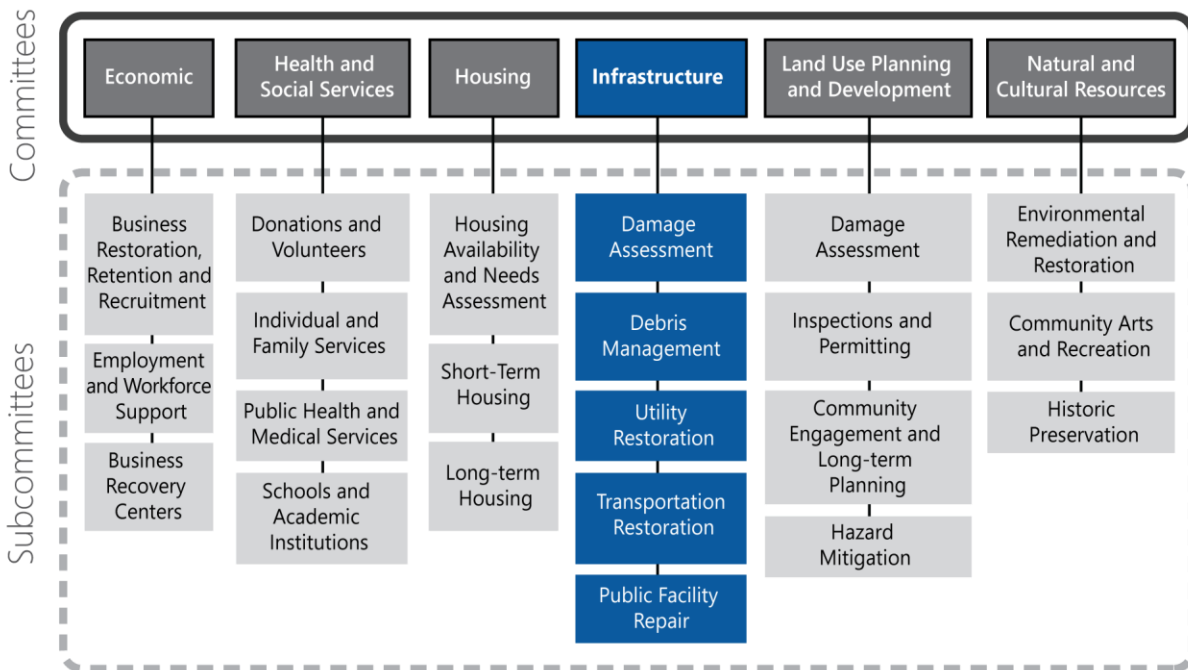 Committees
Economic
Health and
Social Services
Housing
Infrastructure
Land Use Planning
and Development
Natural and
Cultural Resources
Subcommittees
Business
Restoration,
Retention and
Recruitment
Employment
and Workforce
Support
Business
Recovery
Centers
Donations and
Volunteers
Individual and
Family Services
Public Health and
Medical Services
Schools and
Academic
Institutions
Housing
Availability
and Needs
Assessment
Short-Term
Housing
Long-term
Housing
Damage
Assessment
Debris
Management
Utility
Restoration
Transportation
Restoration
Public Facility
Repair
Damage
Assessment
Inspections and
Permitting
Community
Engagement and
Long-term
Planning
Hazard
Mitigation
Environmental
Remediation and
Restoration
Community Arts
and Recreation
Historic
Preservation